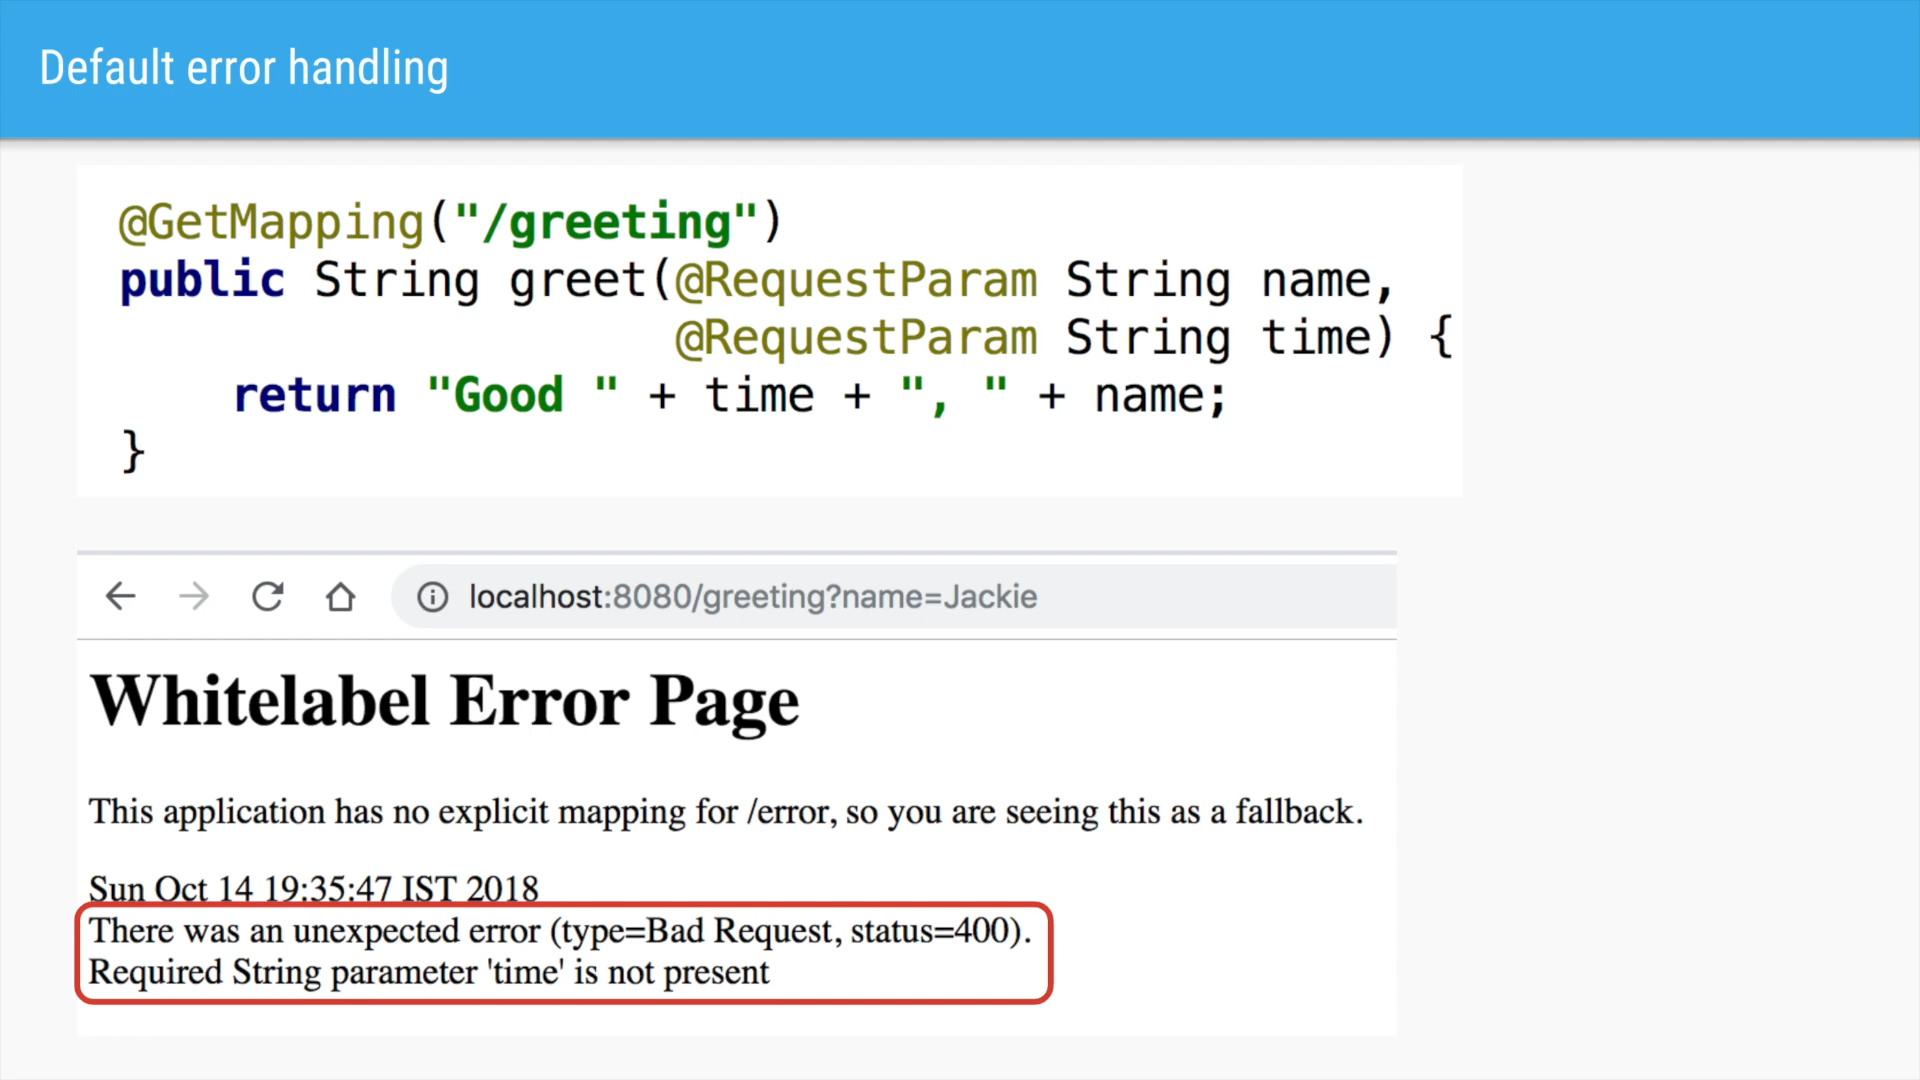 Default error handling
@GetMapping("/greeting")
public String greet(@RequestParam String name,
@RequestParam String time) {
return "Good " + time + ", " + name;
}
localhost:8080/greeting?name=Jackie
Whitelabel Error Page
This application has no explicit mapping for /error, so you are seeing this as a fallback.
Sun Oct 14 19:35:47 IST 2018
There was an unexpected error (type=Bad Request, status=400).
Required String parameter 'time' is not present